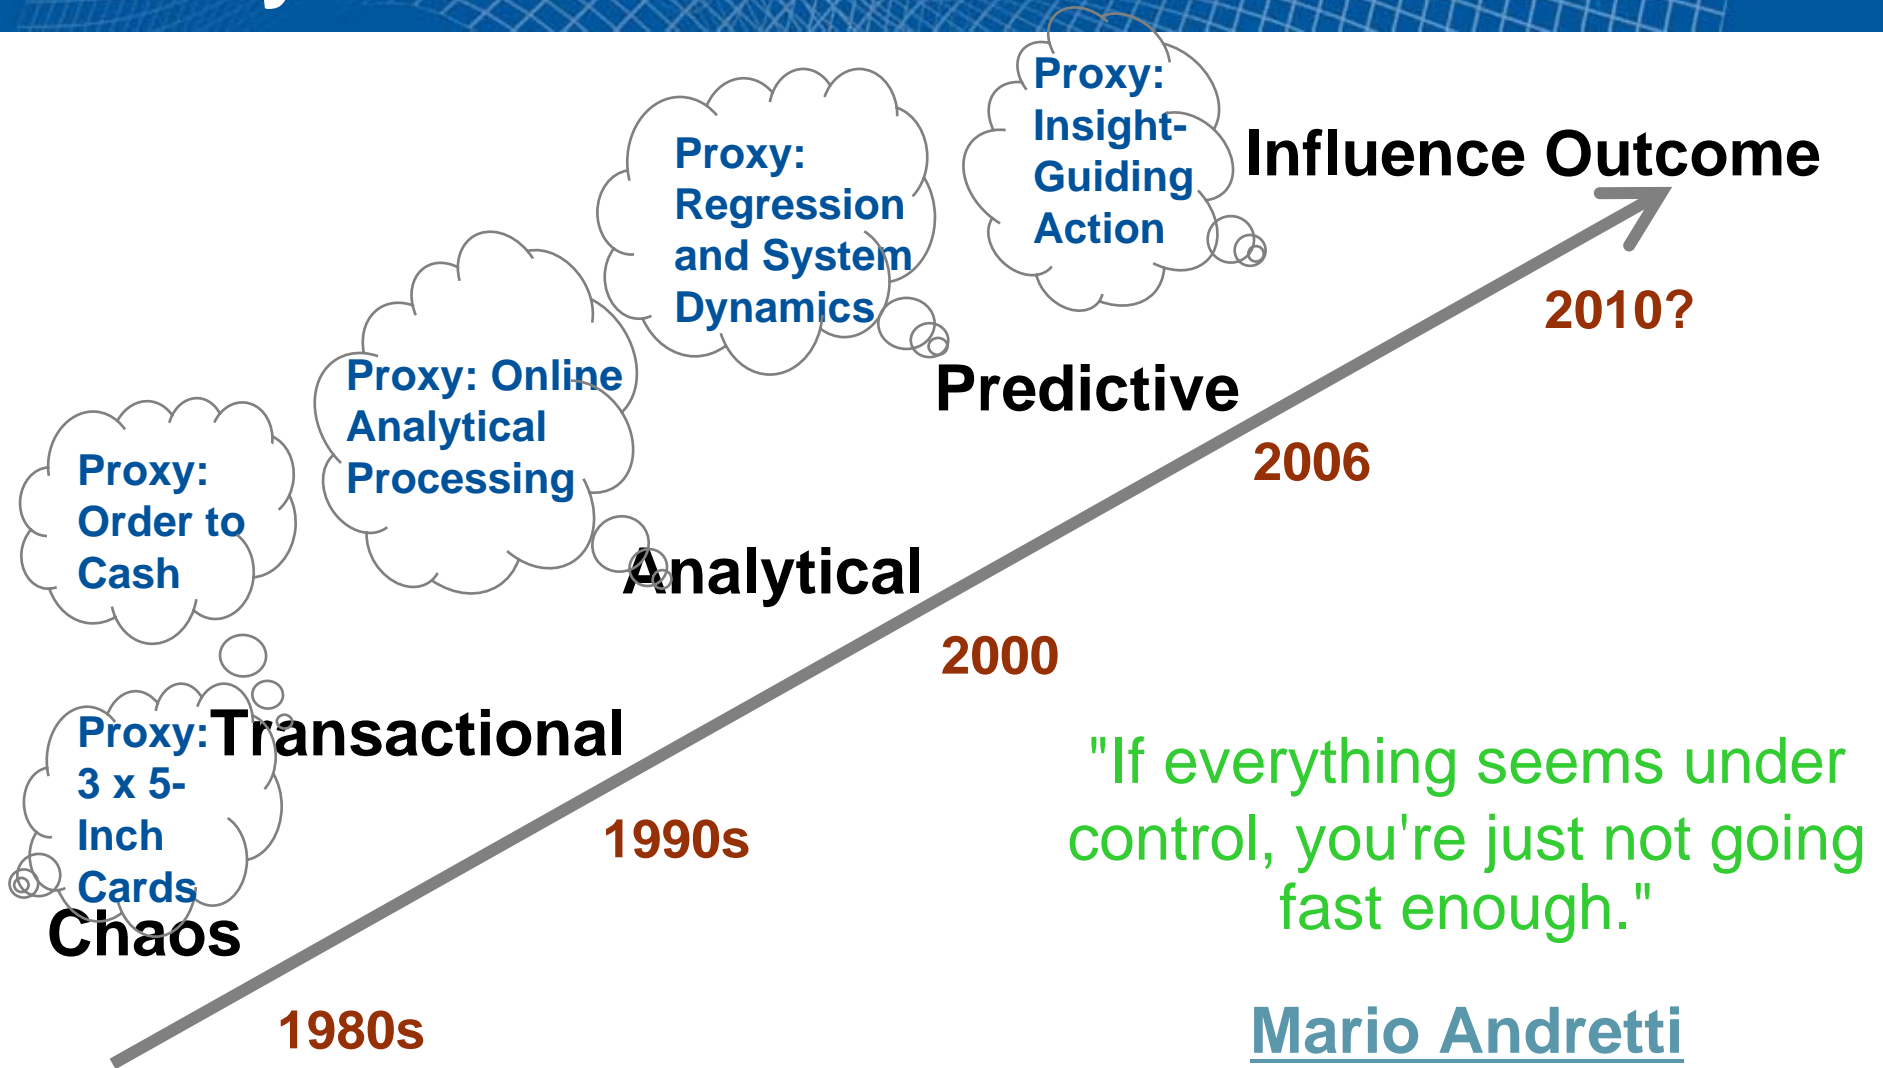 Proxy:
Insight-
Guiding
Action
Influence Outcome
2010?
Proxy:
Regression
and System
Dynamics
Predictive
2006
Proxy: Online
Analytical
Processing
Analytical
2000
Proxy:
Order to
Cash
Transactional
1990s
Proxy:
3 x 5-
Inch
Cards
Chaos
1980s
"If everything seems under
control, you're just not going
fast enough."
Mario Andretti